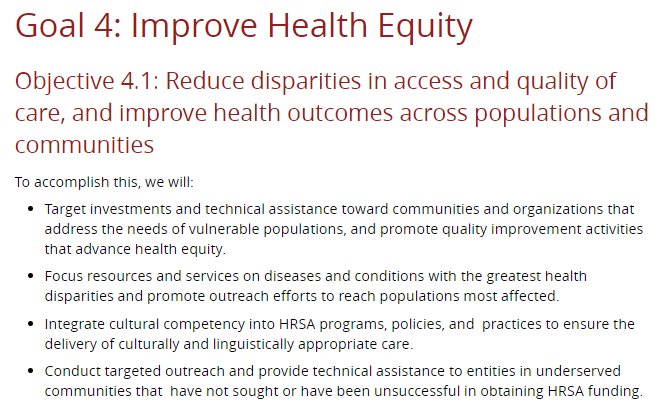 Goal 4: Improve Health Equity
Objective 4.1: Reduce disparities in access and quality of
care, and improve health outcomes across populations and
communities
To accomplish this, we will:
• Target investments and technical assistance toward communities and organizations that
address the needs of vulnerable populations, and promote quality improvement activities
that advance health equity.
• Focus resources and services on diseases and conditions with the greatest health
disparities and promote outreach efforts to reach populations most affected.
• Integrate cultural competency into HRSA programs, policies, and  practices to ensure the
delivery of culturally and linguistically appropriate care.
• Conduct targeted outreach and provide technical assistance to entities in underserved
communities that  have not sought or have been unsuccessful in obtaining HRSA funding.